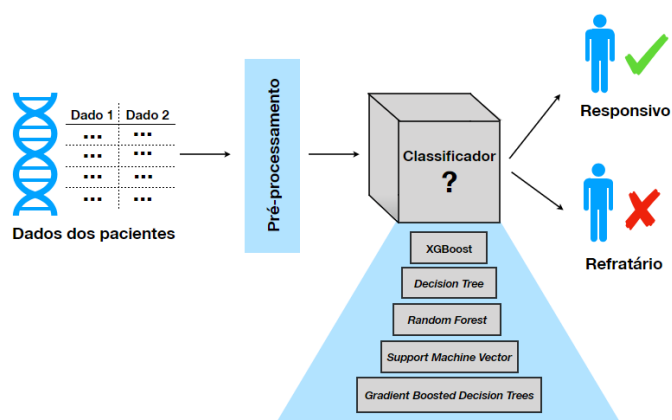 Dado 1 Dado 2
... ...
... ...
... ...
... ...
Dados dos pacientes
Pré-processamento
Classificador
?
XGBoost
Decision Tree
Random Forest
Support Machine Vector
Gradient Boosted Decision Trees
Responsivo
Refratário